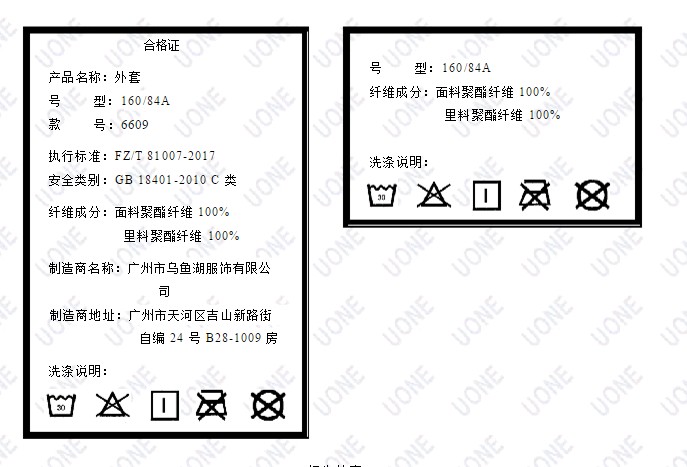 合格证
产品名称：外套
号 型：160/84A
款 号：6609
执行标准：FZ/T 81007-2017
安全类别：GB 18401-2010 C 类
纤维成分：面料聚酯纤维 100%
里料聚酯纤维 100%
制造商名称：广州市乌鱼湖服饰有限公
司
制造商地址：广州市天河区吉山新路街
自编 24 号 B28-1009 房
洗涤说明：
30
号 型：160/84A
纤维成分：面料聚酯纤维 100%
里料聚酯纤维 100%
洗涤说明：
30
UONE